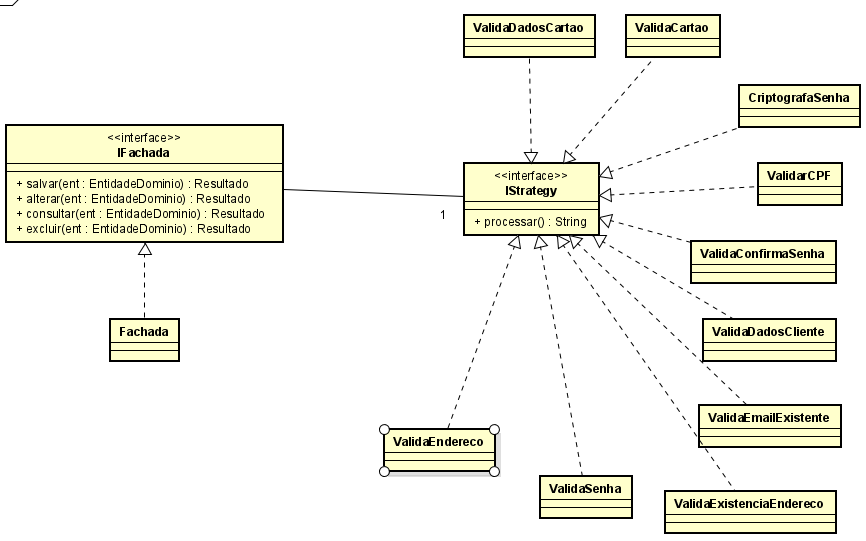 ValidaDadosCartao
ValidaCartao
CriptografaSenha
<<interface>>
IFachada
+ salvar(ent : EntidadeDominio) : Resultado
+ alterar(ent : EntidadeDominio) : Resultado
+ consultar(ent : EntidadeDominio) : Resultado
+ excluir(ent : EntidadeDominio) : Resultado
1
<<interface>>
IStrategy
+ processar() : String
ValidarCPF
ValidaConfirmaSenha
Fachada
ValidaDadosCliente
ValidaEmailExistente
ValidaEndereco
ValidaSenha
ValidaExistenciaEndereco